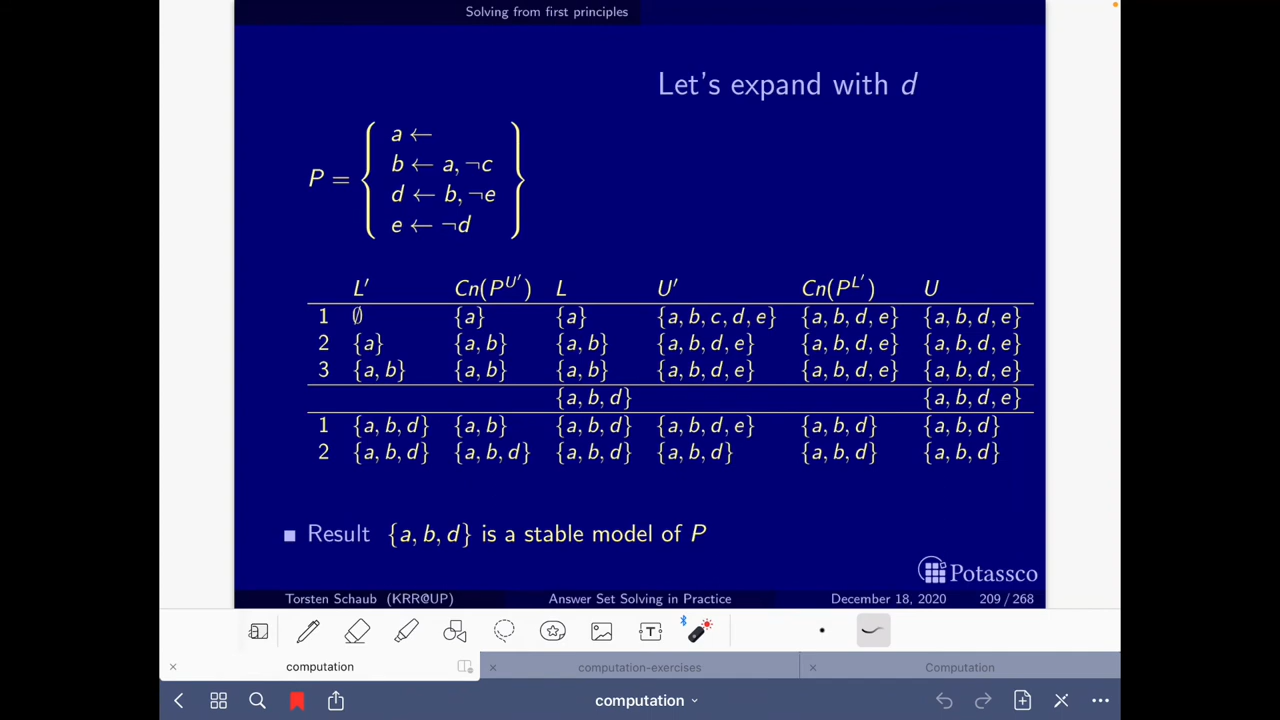 Solving from first principles
Let's expand with d
P = { a ←
b ← a, ¬c
d ← b, ¬e
e ← ¬d }
L′ Cn(P^U′) L U′ Cn(P^L′) U
1 ∅ {a} {a} {a, b, c, d, e} {a, b, d, e} {a, b, d, e}
2 {a} {a, b} {a, b} {a, b, d, e} {a, b, d, e} {a, b, d, e}
3 {a, b} {a, b} {a, b} {a, b, d, e} {a, b, d, e} {a, b, d, e}
{a, b, d} {a, b, d, e}
1 {a, b, d} {a, b} {a, b, d} {a, b, d, e} {a, b, d} {a, b, d}
2 {a, b, d} {a, b, d} {a, b, d} {a, b, d} {a, b, d} {a, b, d}
■ Result {a, b, d} is a stable model of P
Potassco
Torsten Schaub (KRR@UP) Answer Set Solving in Practice December 18, 2020 209 / 268
T
× computation × computation-exercises × Computation
computation